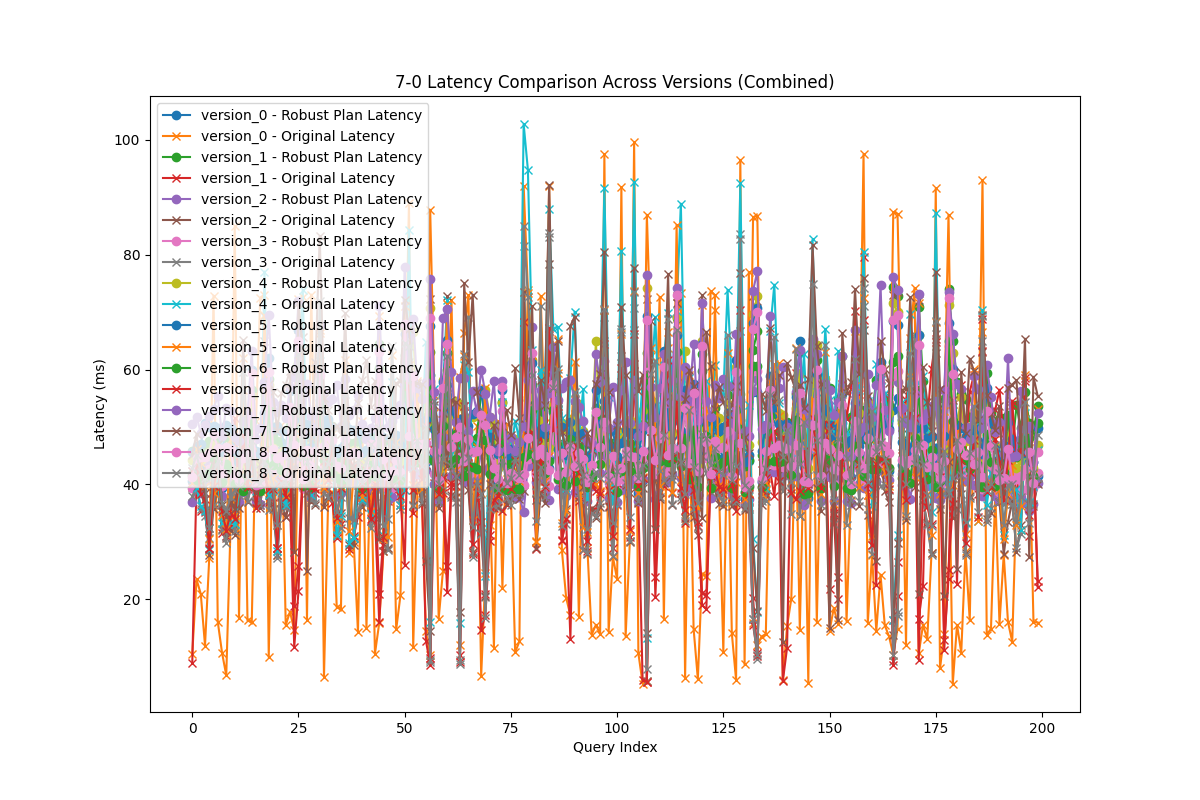 7-0 Latency Comparison Across Versions (Combined)
version_0 - Robust Plan Latency
version_0 - Original Latency
version_1 - Robust Plan Latency
version_1 - Original Latency
version_2 - Robust Plan Latency
version_2 - Original Latency
version_3 - Robust Plan Latency
version_3 - Original Latency
version_4 - Robust Plan Latency
version_4 - Original Latency
version_5 - Robust Plan Latency
version_5 - Original Latency
version_6 - Robust Plan Latency
version_6 - Original Latency
version_7 - Robust Plan Latency
version_7 - Original Latency
version_8 - Robust Plan Latency
version_8 - Original Latency
100
80
60
40
20
Latency (ms)
0 25 50 75 100 125 150 175 200
Query Index